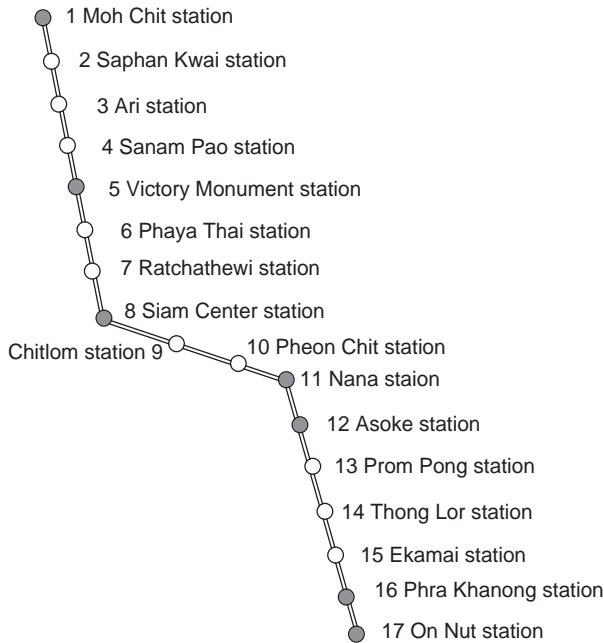 1 Moh Chit station
2 Saphan Kwai station
3 Ari station
4 Sanam Pao station
5 Victory Monument station
6 Phaya Thai station
7 Ratchathewi station
8 Siam Center station
Chitlom station 9
10 Pheon Chit station
11 Nana staion
12 Asoke station
13 Prom Pong station
14 Thong Lor station
15 Ekamai station
16 Phra Khanong station
17 On Nut station